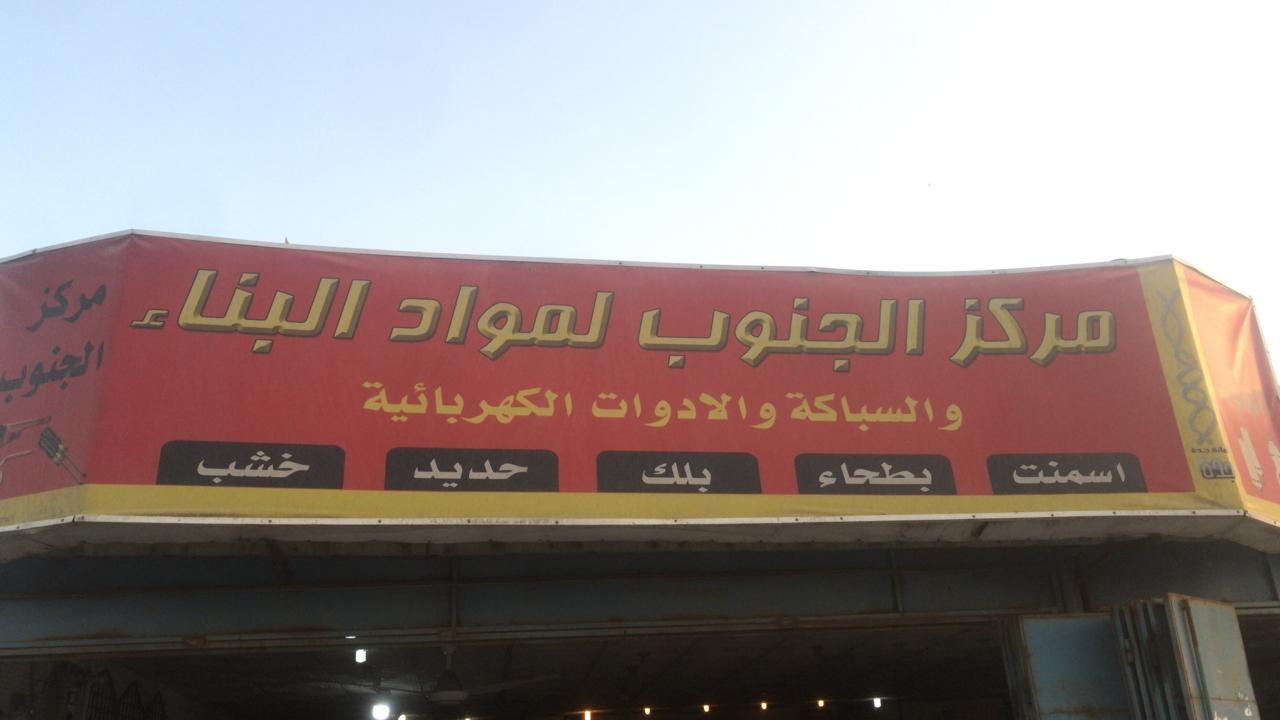 مركز الجنوب لمواد البناء
والسباكة والادوات الكهربائية
اسمنت بطحاء بلك حديد خشب
مركز
الجنوب